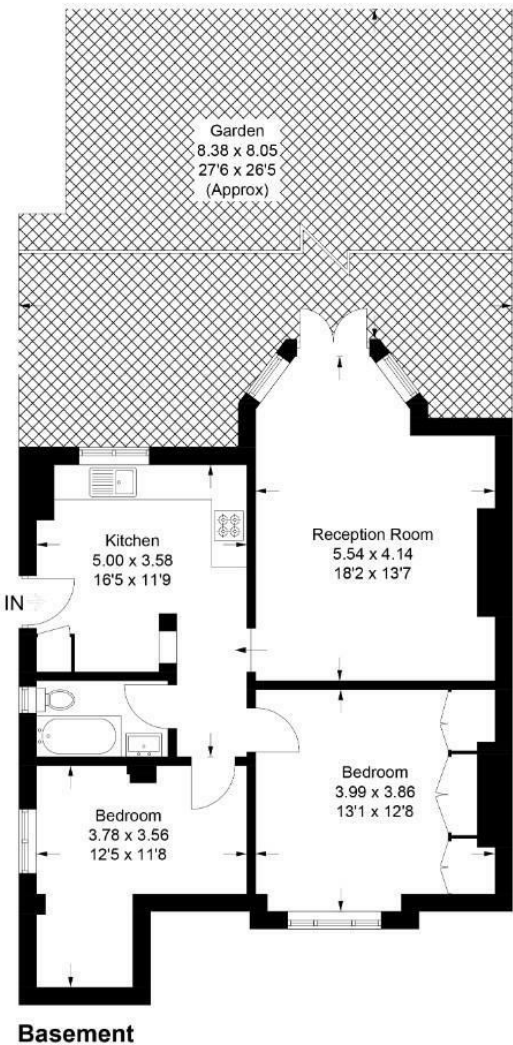 Garden
8.38 x 8.05
27'6 x 26'5
(Approx)
Kitchen
5.00 x 3.58
16'5 x 11'9
Reception Room
5.54 x 4.14
18'2 x 13'7
IN
Bedroom
3.99 x 3.86
13'1 x 12'8
Bedroom
3.78 x 3.56
12'5 x 11'8
Basement